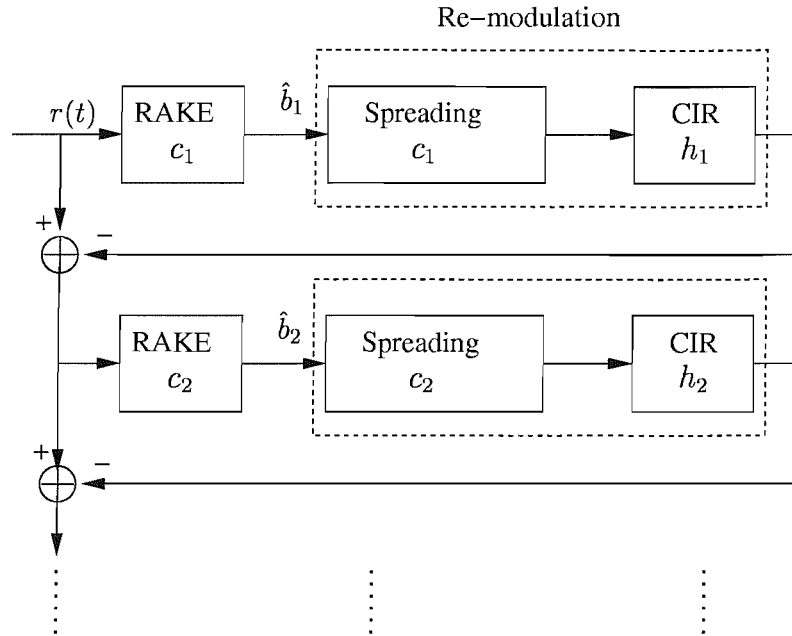 Re-modulation
r(t)
RAKE
c₁
b̂₁
Spreading
c₁
CIR
h₁
+
−
RAKE
c₂
b̂₂
Spreading
c₂
CIR
h₂
+
−